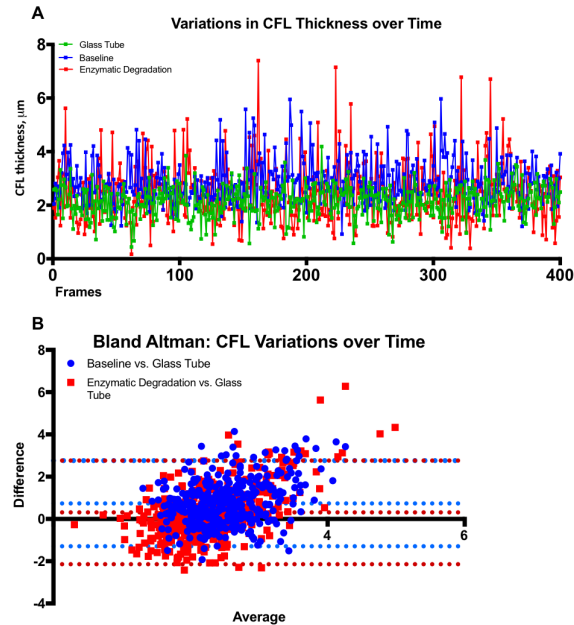 A
Variations in CFL Thickness over Time
Glass Tube
Baseline
Enzymatic Degradation
CFL thickness, µm
8
6
4
2
0
0 100 200 300 400
Frames
B
Bland Altman: CFL Variations over Time
Baseline vs. Glass Tube
Enzymatic Degradation vs. Glass
Tube
Difference
8
6
4
2
0
-2
-4
4 6
Average